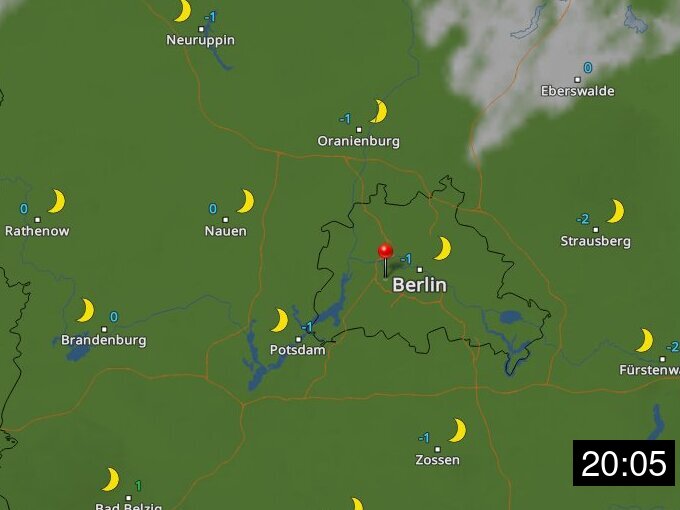 -1
Neuruppin
0
Eberswalde
-1
Oranienburg
0
Rathenow
0
Nauen
-2
Strausberg
-1
Berlin
0
Brandenburg
-1
Potsdam
-2
Fürstenwa
-1
Zossen
20:05
1
Bad Belzig